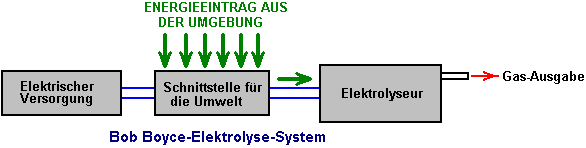 ENERGIEEINTRAG AUS
DER UMGEBUNG
Elektrischer
Versorgung
Schnittstelle für
die Umwelt
Elektrolyseur
Gas-Ausgabe
Bob Boyce-Elektrolyse-System